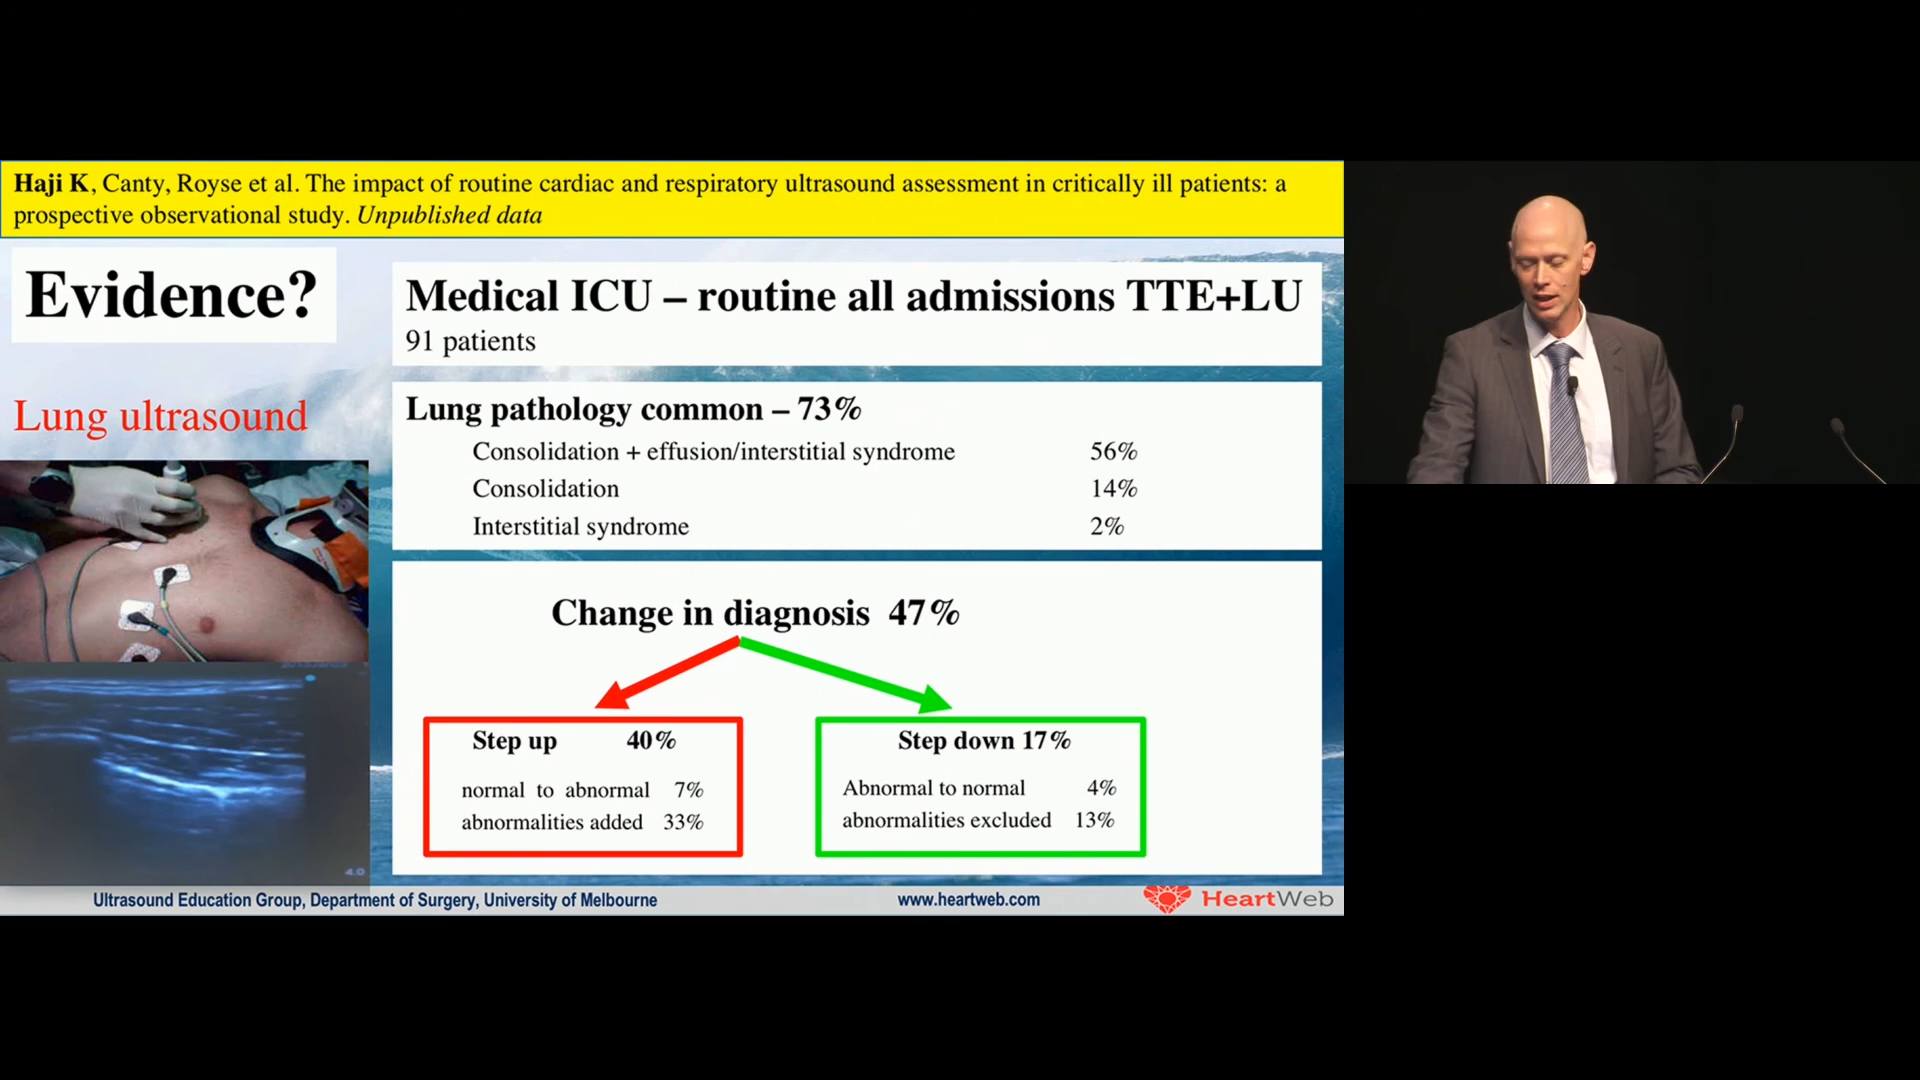 Haji K, Canty, Royse et al. The impact of routine cardiac and respiratory ultrasound assessment in critically ill patients: a
prospective observational study. Unpublished data
Evidence?
Lung ultrasound
Medical ICU – routine all admissions TTE+LU
91 patients
Lung pathology common – 73%
Consolidation + effusion/interstitial syndrome 56%
Consolidation 14%
Interstitial syndrome 2%
Change in diagnosis 47%
Step up 40%
normal to abnormal 7%
abnormalities added 33%
Step down 17%
Abnormal to normal 4%
abnormalities excluded 13%
4.0
Ultrasound Education Group, Department of Surgery, University of Melbourne
www.heartweb.com
HeartWeb